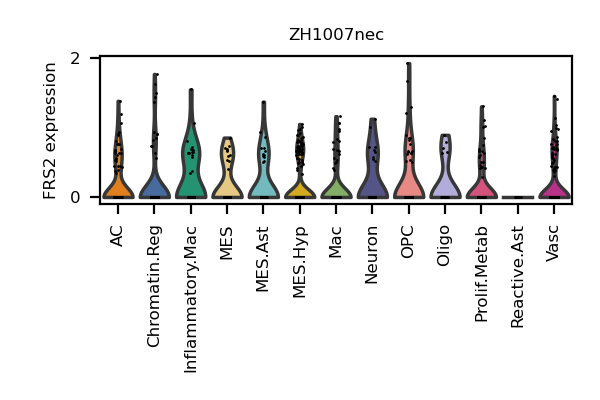 ZH1007nec
FRS2 expression
2
0
AC
Chromatin.Reg
Inflammatory.Mac
MES
MES.Ast
MES.Hyp
Mac
Neuron
OPC
Oligo
Prolif.Metab
Reactive.Ast
Vasc